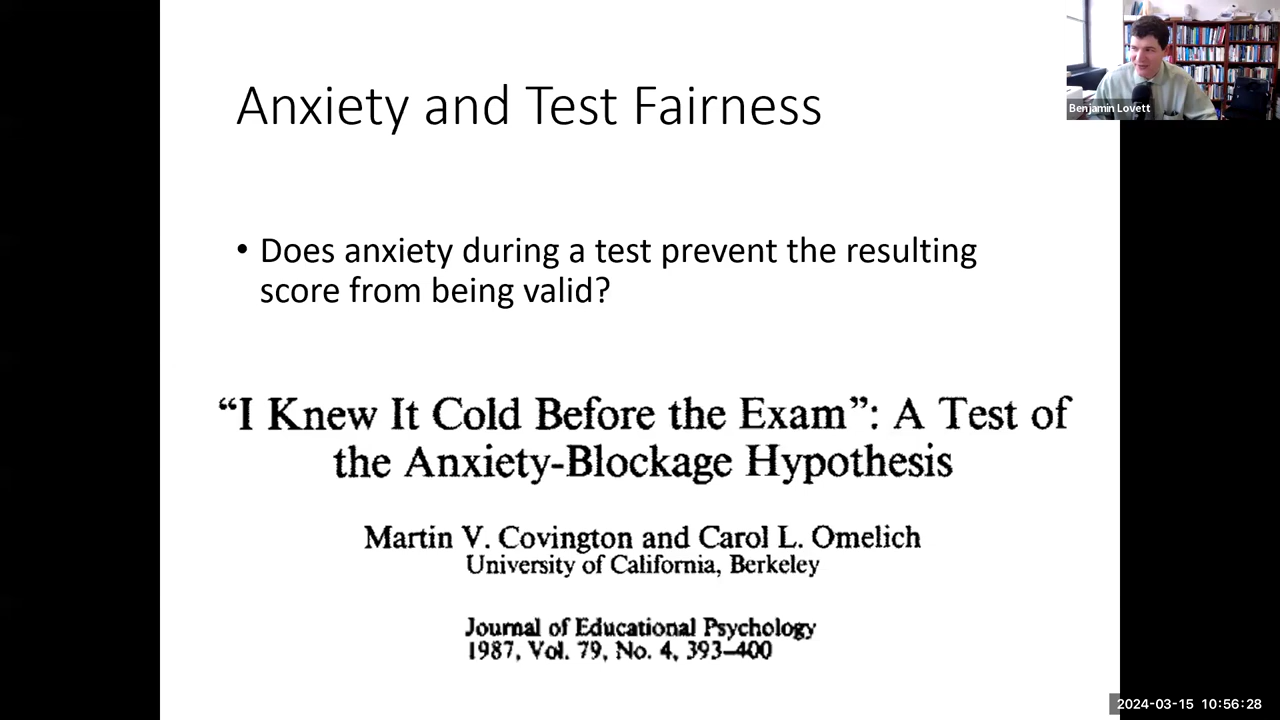 Anxiety and Test Fairness
Benjamin Lovett
• Does anxiety during a test prevent the resulting
score from being valid?
“I Knew It Cold Before the Exam”: A Test of
the Anxiety-Blockage Hypothesis
Martin V. Covington and Carol L. Omelich
University of California, Berkeley
Journal of Educational Psychology
1987, Vol. 79, No. 4, 393–400
2024-03-15 10:56:28